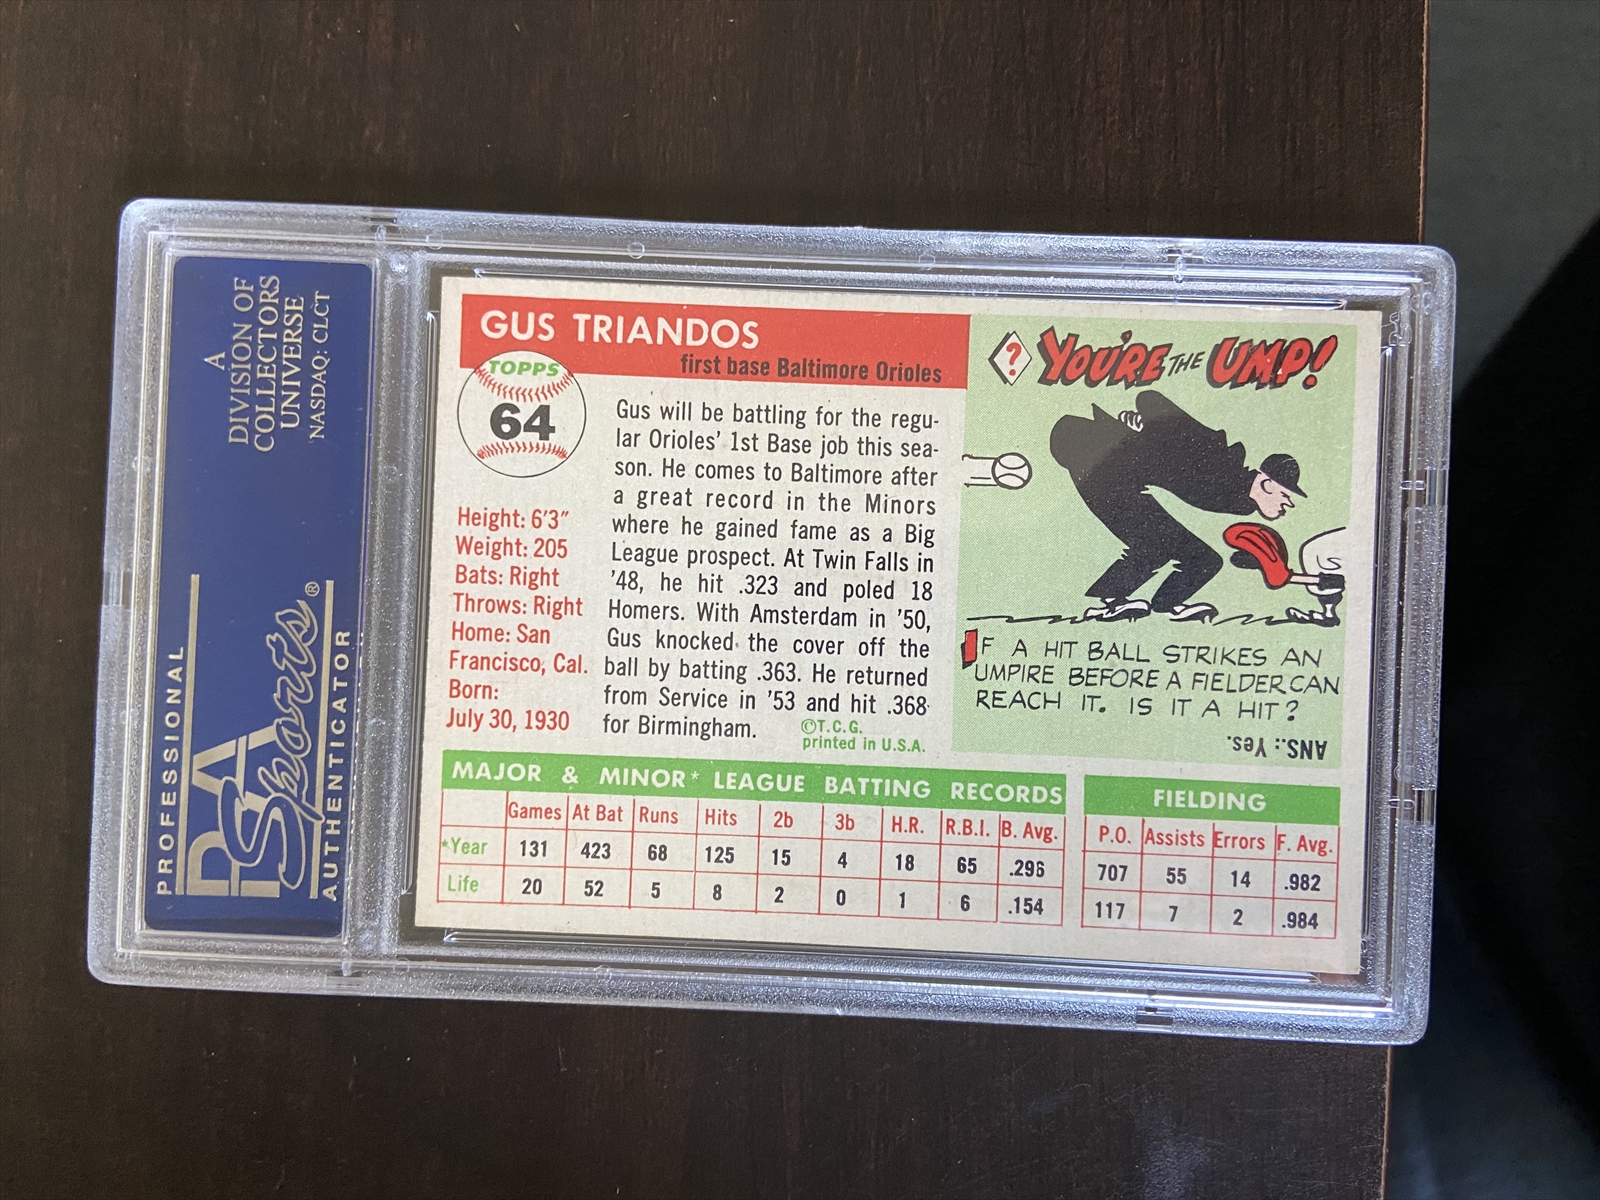 A
DIVISION OF
COLLECTORS
UNIVERSE
NASDAQ: CLCT
PROFESSIONAL
PSA
Sports®
AUTHENTICATOR
GUS TRIANDOS
first base Baltimore Orioles
TOPPS
64
Height: 6'3"
Weight: 205
Bats: Right
Throws: Right
Home: San
Francisco, Cal.
Born:
July 30, 1930
Gus will be battling for the regu-
lar Orioles' 1st Base job this sea-
son. He comes to Baltimore after
a great record in the Minors
where he gained fame as a Big
League prospect. At Twin Falls in
'48, he hit .323 and poled 18
Homers. With Amsterdam in '50,
Gus knocked the cover off the
ball by batting .363. He returned
from Service in '53 and hit .368
for Birmingham.
©T.C.G.
printed in U.S.A.
? YOU'RE THE UMP!
IF A HIT BALL STRIKES AN
UMPIRE BEFORE A FIELDER CAN
REACH IT. IS IT A HIT?
ANS.: Yes.
MAJOR & MINOR* LEAGUE BATTING RECORDS
Games At Bat Runs Hits 2b 3b H.R. R.B.I. B. Avg.
*Year 131 423 68 125 15 4 18 65 .296
Life 20 52 5 8 2 0 1 6 .154
FIELDING
P.O. Assists Errors F. Avg.
707 55 14 .982
117 7 2 .984